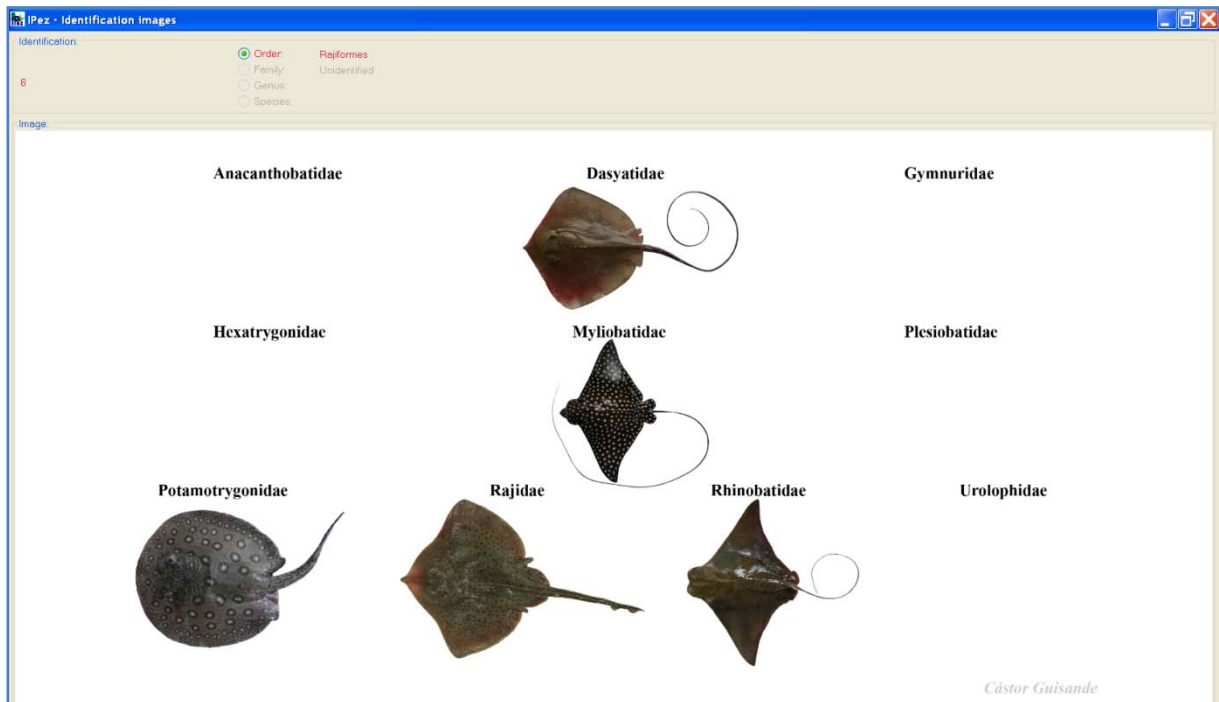 IPez - Identification images
Identification:
Order: Rajiformes
Family: Unidentified
6
Genus:
Species:
Image:
Anacanthobatidae Dasyatidae Gymnuridae
Hexatrygonidae Myliobatidae Plesiobatidae
Potamotrygonidae Rajidae Rhinobatidae Urolophidae
Cástor Guisande